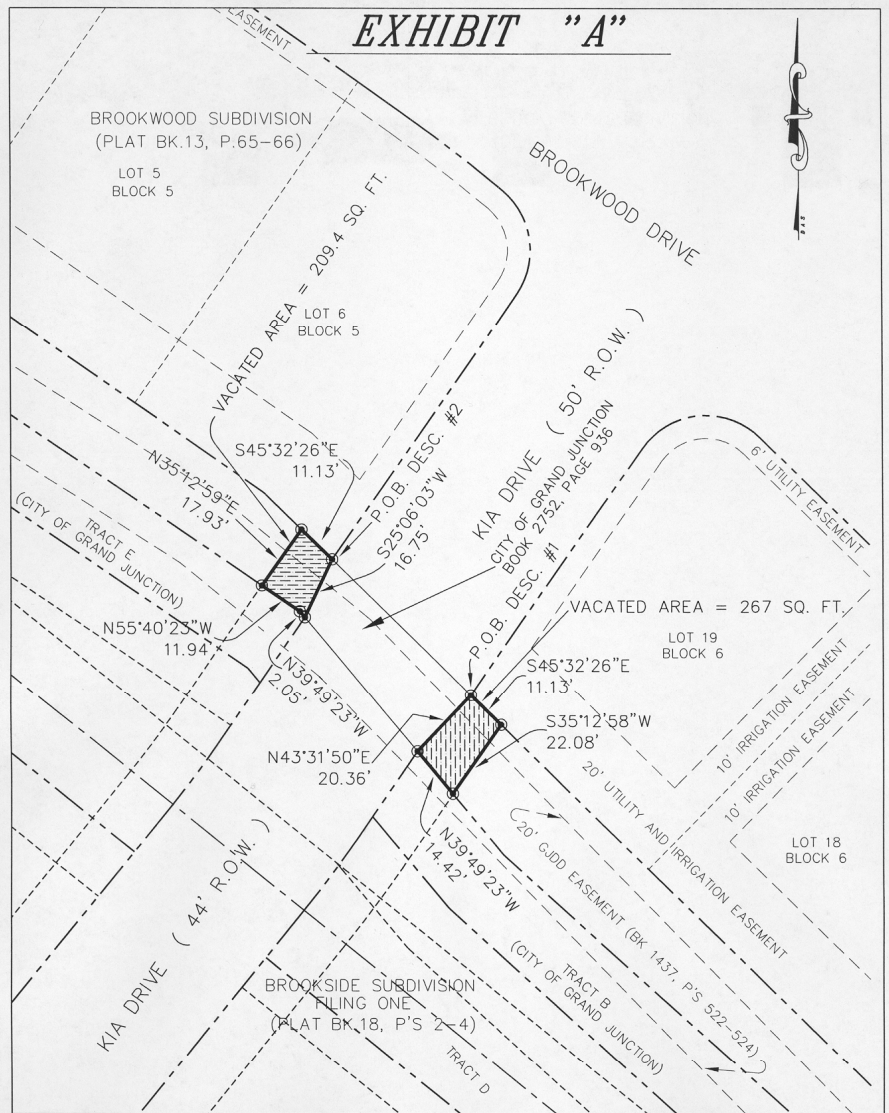 EXHIBIT "A"
EASEMENT
BROOKWOOD SUBDIVISION
(PLAT BK.13, P.65-66)
LOT 5
BLOCK 5
BROOKWOOD DRIVE
VACATED AREA = 209.4 SQ. FT.
LOT 6
BLOCK 5
KIA DRIVE ( 50' R.O.W. )
CITY OF GRAND JUNCTION
BOOK 2752, PAGE 936
S45°32'26"E
11.13'
P.O.B. DESC. #2
S25°06'03"W
16.75'
N35°12'59"E
17.93'
TRACT E
(CITY OF GRAND JUNCTION)
N55°40'23"W
11.94'
N39°49'23"W
2.05'
6' UTILITY EASEMENT
P.O.B. DESC. #1
VACATED AREA = 267 SQ. FT.
LOT 19
BLOCK 6
S45°32'26"E
11.13'
S35°12'58"W
22.08'
N43°31'50"E
20.36'
N39°49'23"W
14.42'
10' IRRIGATION EASEMENT
10' IRRIGATION EASEMENT
LOT 18
BLOCK 6
20' UTILITY AND IRRIGATION EASEMENT
20' GJDD EASEMENT (BK 1437, P'S 522-524)
TRACT B
(CITY OF GRAND JUNCTION)
KIA DRIVE ( 44' R.O.W. )
BROOKSIDE SUBDIVISION
FILING ONE
(PLAT BK.18, P'S 2-4)
TRACT D